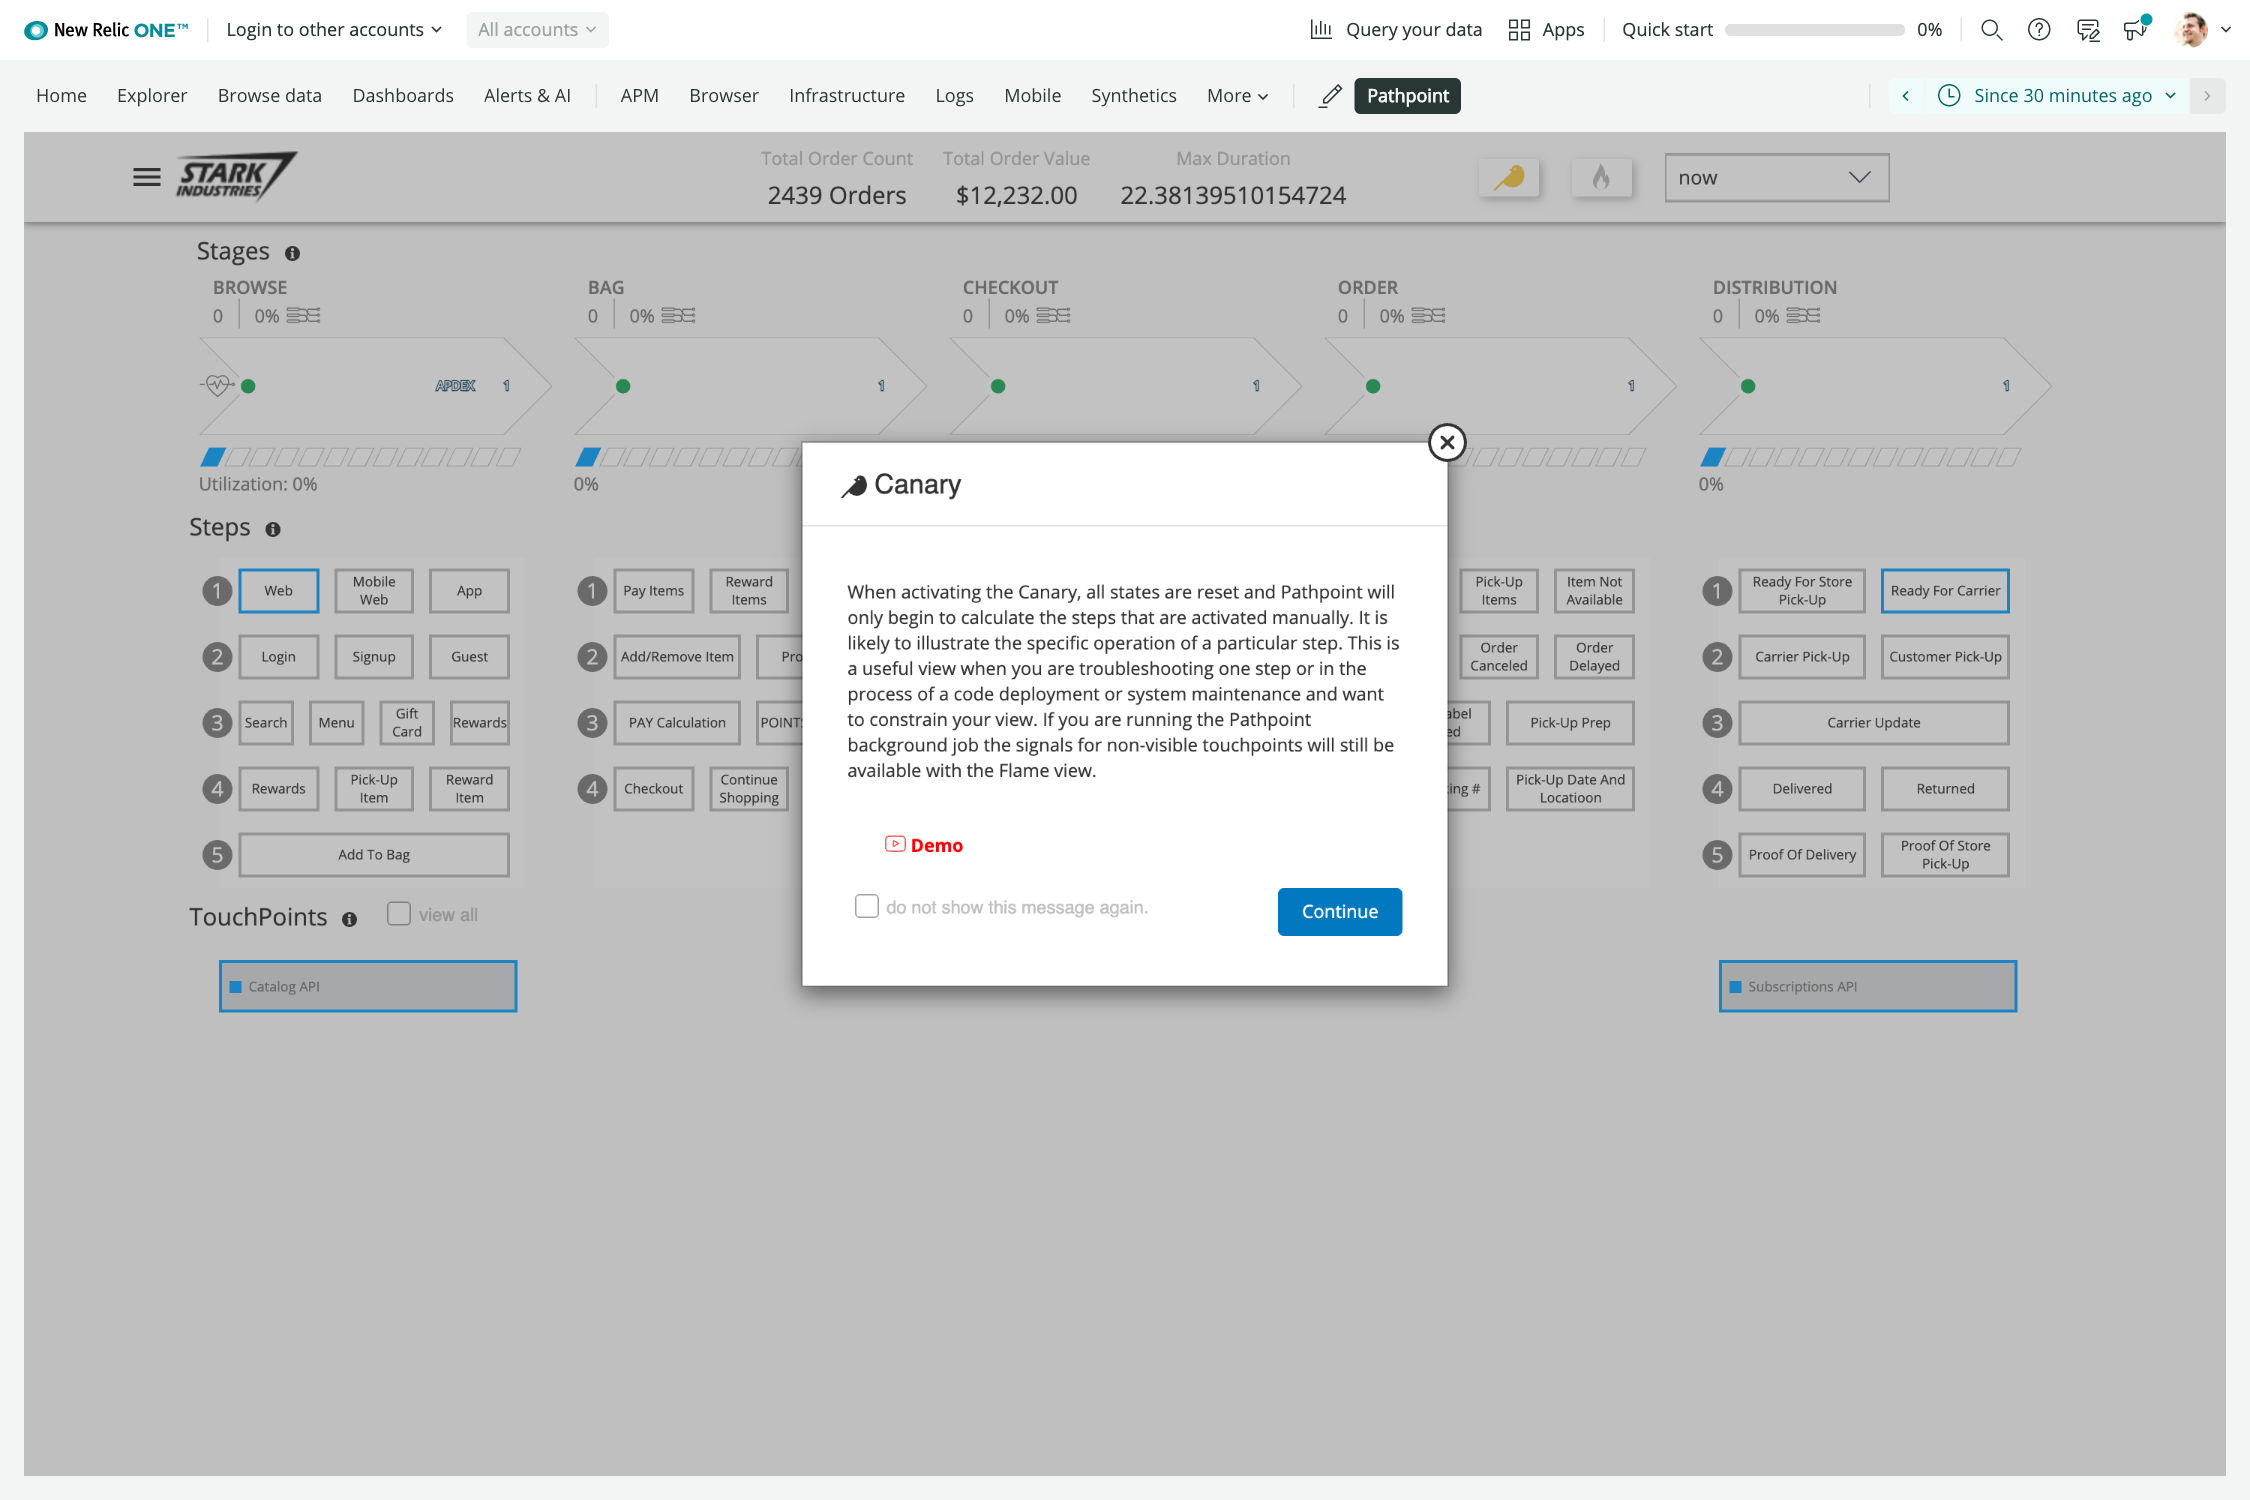 New Relic ONE™
Login to other accounts
All accounts
Query your data
Apps
Quick start
0%
Home
Explorer
Browse data
Dashboards
Alerts & AI
APM
Browser
Infrastructure
Logs
Mobile
Synthetics
More
Pathpoint
Since 30 minutes ago
STARK
INDUSTRIES
Total Order Count
2439 Orders
Total Order Value
$12,232.00
Max Duration
22.38139510154724
now
Stages
BROWSE
0
0%
BAG
0
0%
CHECKOUT
0
0%
ORDER
0
0%
DISTRIBUTION
0
0%
APDEX
1
1
1
1
1
Utilization: 0%
0%
0%
Steps
1
Web
Mobile
Web
App
2
Login
Signup
Guest
3
Search
Menu
Gift
Card
Rewards
4
Rewards
Pick-Up
Item
Reward
Item
5
Add To Bag
1
Pay Items
Reward
Items
2
Add/Remove Item
Pro
3
PAY Calculation
POINTS
4
Checkout
Continue
Shopping
Pick-Up
Items
Item Not
Available
Order
Canceled
Order
Delayed
abel
ed
Pick-Up Prep
ing #
Pick-Up Date And
Locatioon
1
Ready For Store
Pick-Up
Ready For Carrier
2
Carrier Pick-Up
Customer Pick-Up
3
Carrier Update
4
Delivered
Returned
5
Proof Of Delivery
Proof Of Store
Pick-Up
Canary
When activating the Canary, all states are reset and Pathpoint will
only begin to calculate the steps that are activated manually. It is
likely to illustrate the specific operation of a particular step. This is
a useful view when you are troubleshooting one step or in the
process of a code deployment or system maintenance and want
to constrain your view. If you are running the Pathpoint
background job the signals for non-visible touchpoints will still be
available with the Flame view.
Demo
do not show this message again.
Continue
TouchPoints
view all
Catalog API
Subscriptions API